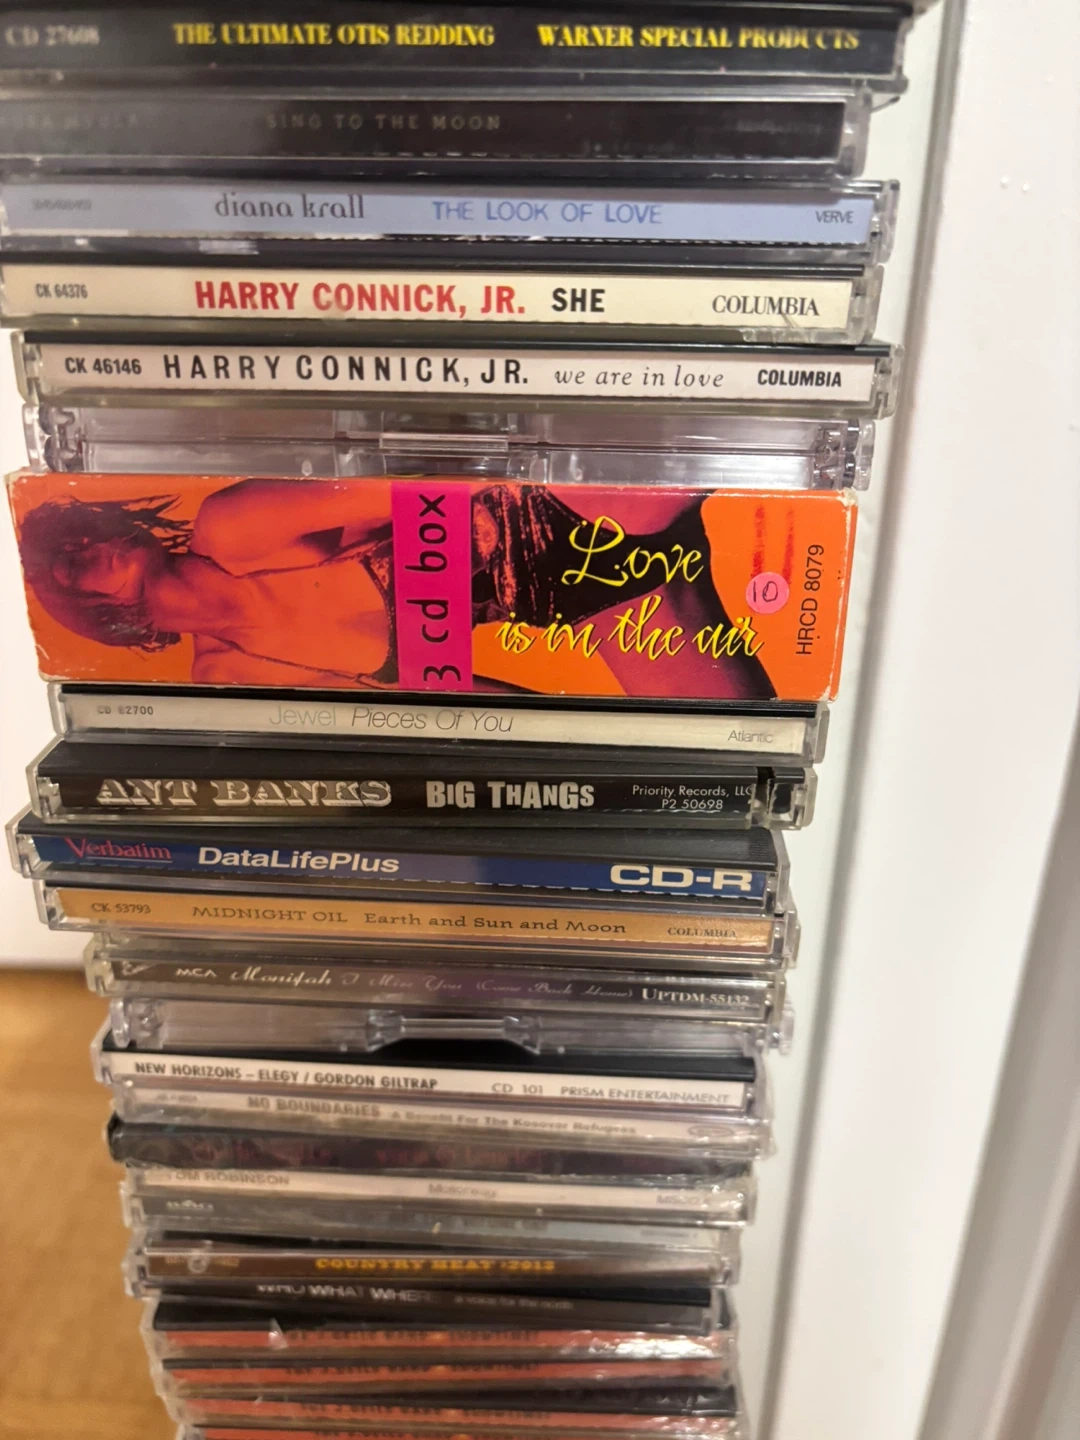 CD 27608 THE ULTIMATE OTIS REDDING WARNER SPECIAL PRODUCTS
SING TO THE MOON
diana krall THE LOOK OF LOVE VERVE
CK 64376 HARRY CONNICK, JR. SHE COLUMBIA
CK 46146 HARRY CONNICK, JR. we are in love COLUMBIA
3 cd box
Love
is in the air
10
HRCD 8079
CD 82700 Jewel Pieces Of You Atlantic
ANT BANKS BIG THANGS Priority Records, LLC
P2 50698
Verbatim DataLifePlus CD-R
CK 53793 MIDNIGHT OIL Earth and Sun and Moon COLUMBIA
MCA Monifah I Miss You (Come Back Home) UPTDM-55132
NEW HORIZONS – ELEGY / GORDON GILTRAP CD 101 PRISM ENTERTAINMENT
NO BOUNDARIES A Benefit For The Kosovar Refugees
TOM ROBINSON
COUNTRY HEAT 2013
WHO WHAT WHERE